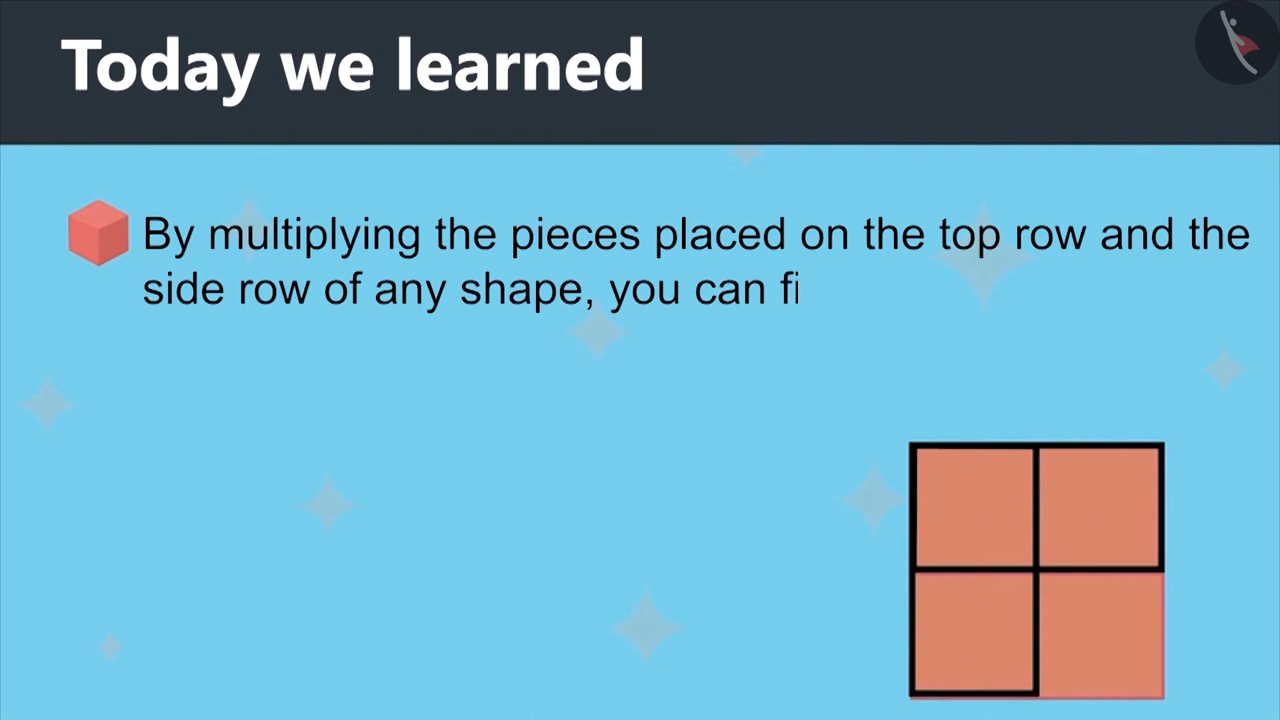 Today we learned
By multiplying the pieces placed on the top row and the
side row of any shape, you can fi